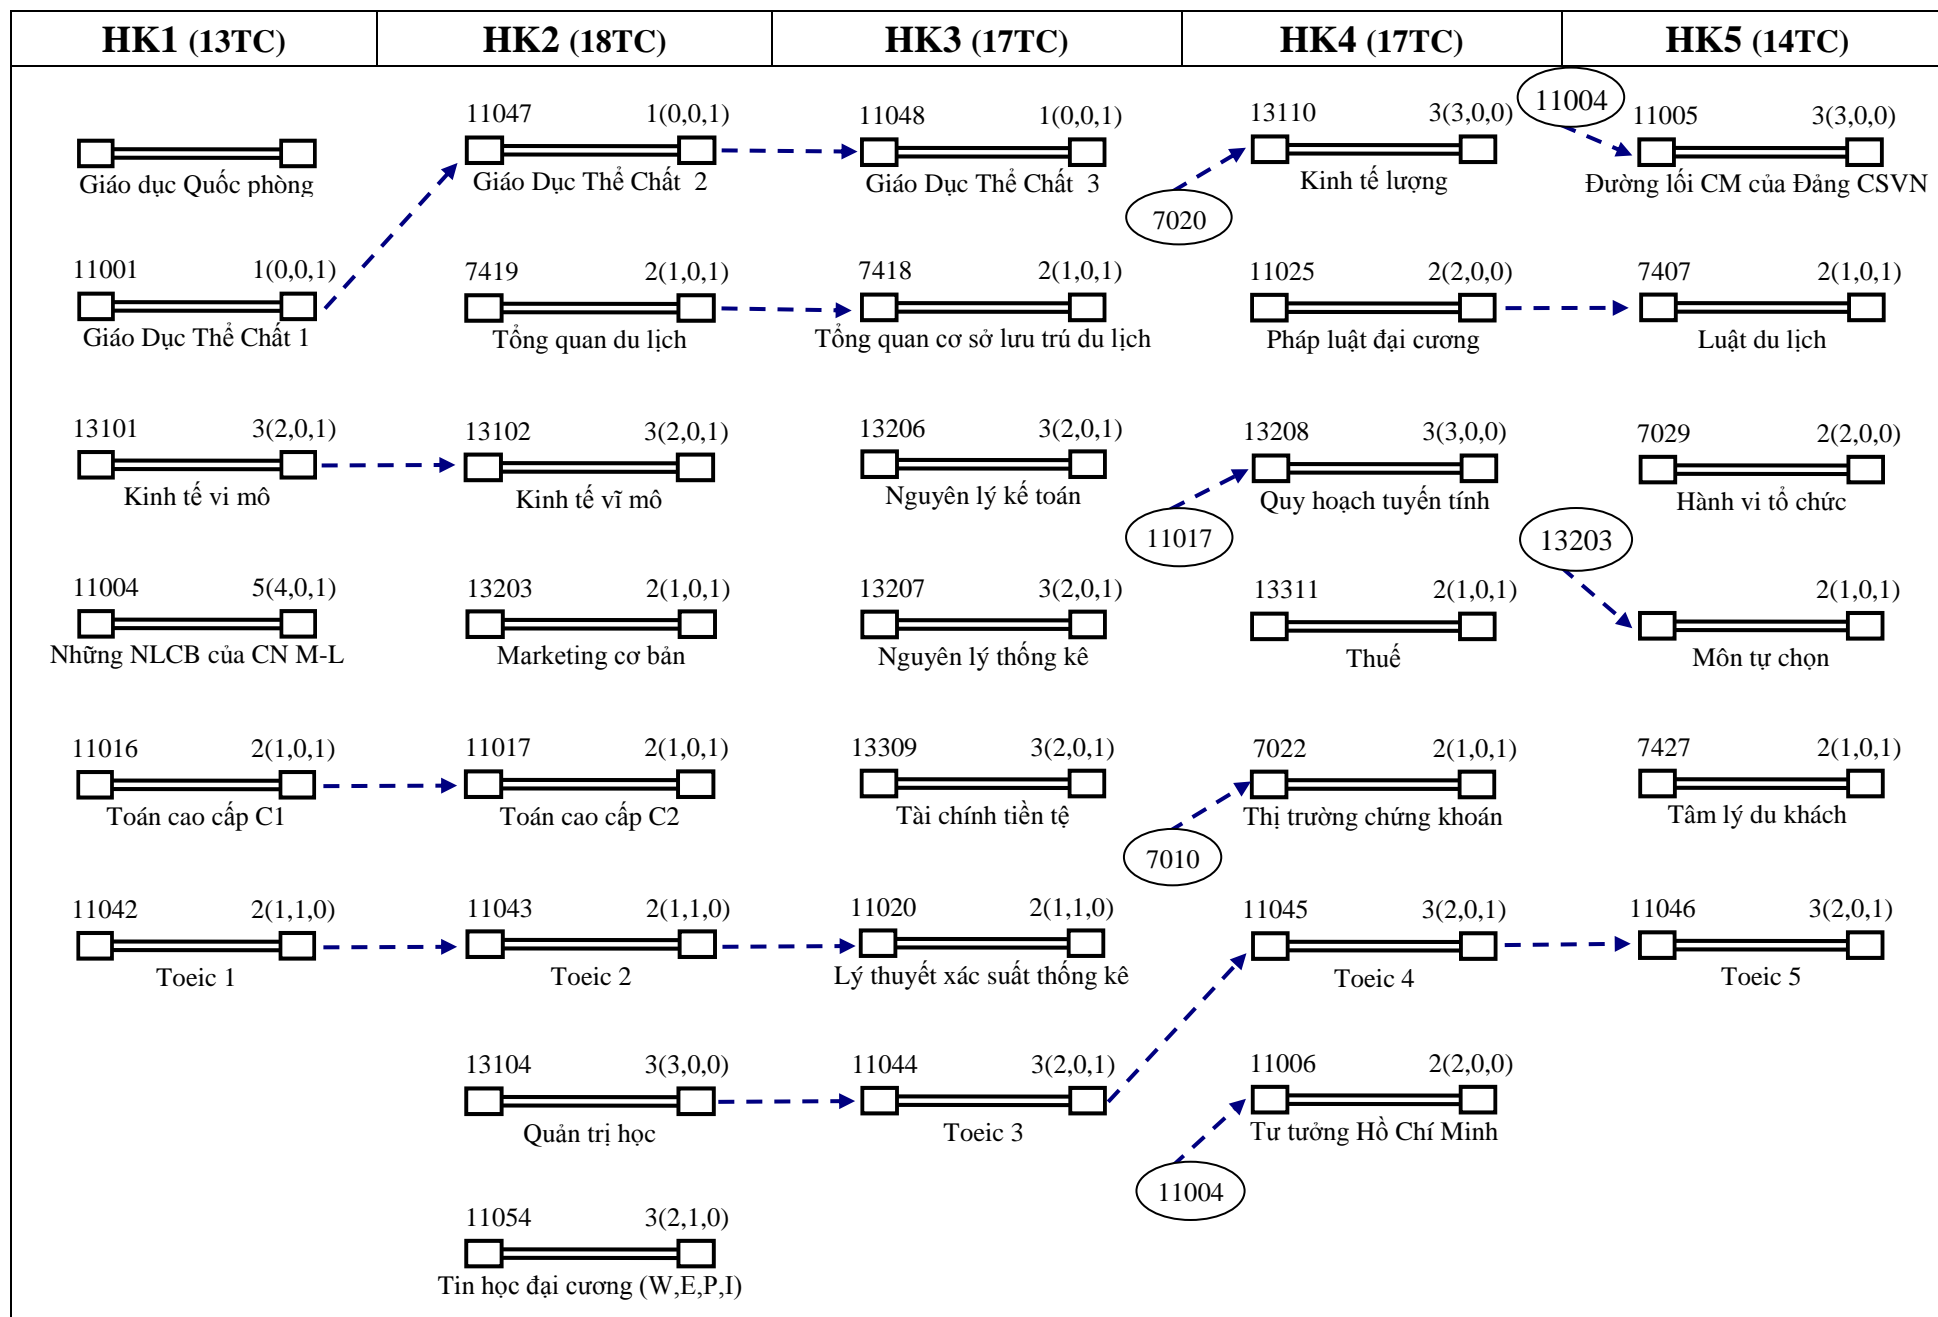 HK1 (13TC)
HK2 (18TC)
HK3 (17TC)
HK4 (17TC)
HK5 (14TC)
Giáo dục Quốc phòng
11001 1(0,0,1)
Giáo Dục Thể Chất 1
13101 3(2,0,1)
Kinh tế vi mô
11004 5(4,0,1)
Những NLCB của CN M-L
11016 2(1,0,1)
Toán cao cấp C1
11042 2(1,1,0)
Toeic 1
11047 1(0,0,1)
Giáo Dục Thể Chất 2
7419 2(1,0,1)
Tổng quan du lịch
13102 3(2,0,1)
Kinh tế vĩ mô
13203 2(1,0,1)
Marketing cơ bản
11017 2(1,0,1)
Toán cao cấp C2
11043 2(1,1,0)
Toeic 2
13104 3(3,0,0)
Quản trị học
11054 3(2,1,0)
Tin học đại cương (W,E,P,I)
11048 1(0,0,1)
Giáo Dục Thể Chất 3
7418 2(1,0,1)
Tổng quan cơ sở lưu trú du lịch
13206 3(2,0,1)
Nguyên lý kế toán
13207 3(2,0,1)
Nguyên lý thống kê
13309 3(2,0,1)
Tài chính tiền tệ
11020 2(1,1,0)
Lý thuyết xác suất thống kê
11044 3(2,0,1)
Toeic 3
13110 3(3,0,0)
Kinh tế lượng
7020
11025 2(2,0,0)
Pháp luật đại cương
13208 3(3,0,0)
Quy hoạch tuyến tính
11017
13311 2(1,0,1)
Thuế
7022 2(1,0,1)
Thị trường chứng khoán
7010
11045 3(2,0,1)
Toeic 4
11006 2(2,0,0)
Tư tưởng Hồ Chí Minh
11004
11004
11005 3(3,0,0)
Đường lối CM của Đảng CSVN
7407 2(1,0,1)
Luật du lịch
7029 2(2,0,0)
Hành vi tổ chức
13203
2(1,0,1)
Môn tự chọn
7427 2(1,0,1)
Tâm lý du khách
11046 3(2,0,1)
Toeic 5